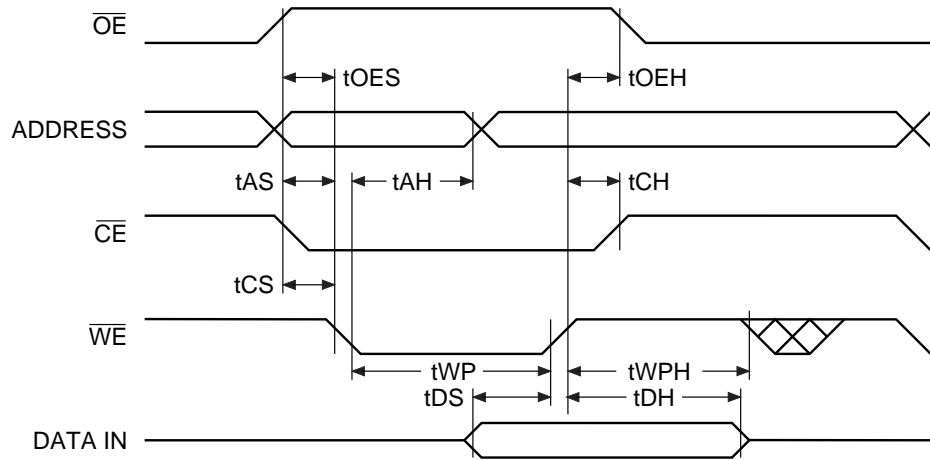 OE
tOES tOEH
ADDRESS
tAS tAH tCH
CE
tCS
WE
tWP tWPH
tDS tDH
DATA IN